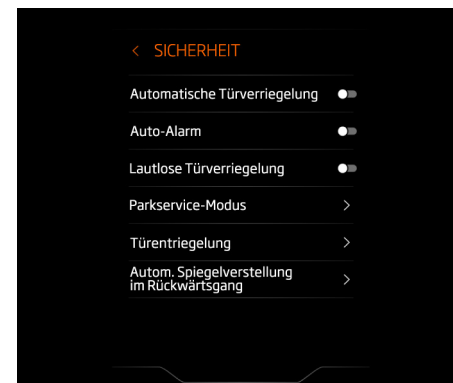 SICHERHEIT
Automatische Türverriegelung
Auto-Alarm
Lautlose Türverriegelung
Parkservice-Modus
Türentriegelung
Autom. Spiegelverstellung
im Rückwärtsgang